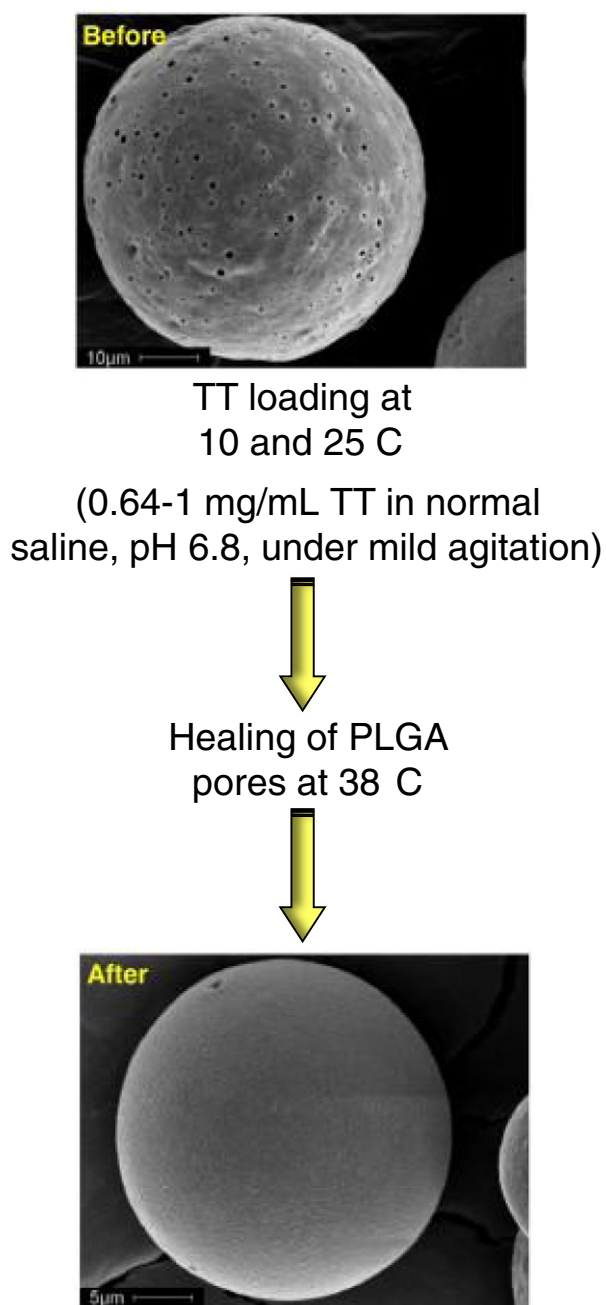 Before
10µm
TT loading at
10 and 25 C
(0.64-1 mg/mL TT in normal
saline, pH 6.8, under mild agitation)
Healing of PLGA
pores at 38 C
After
5µm